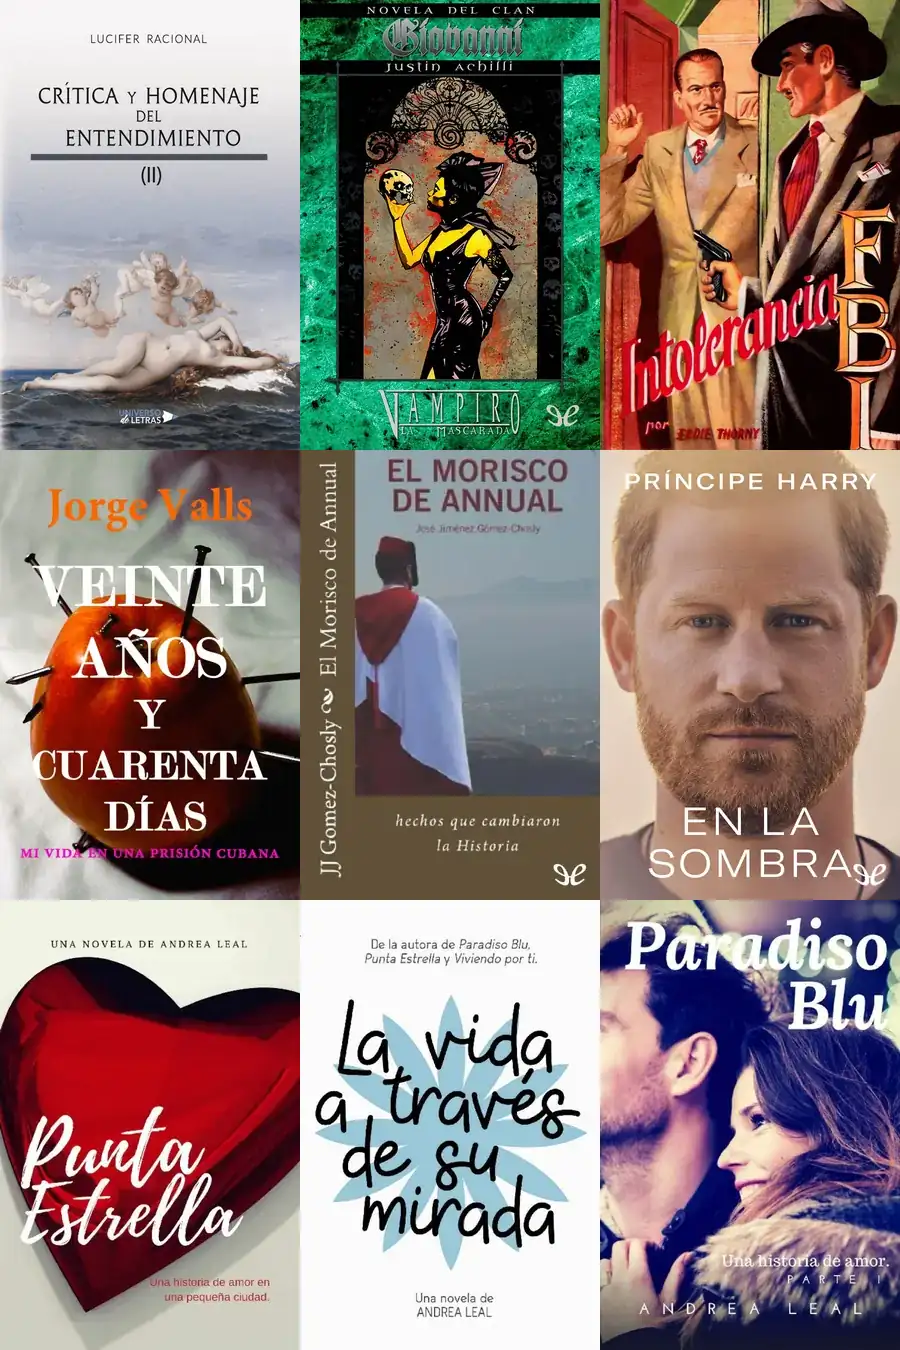 LUCIFER RACIONAL
CRÍTICA Y HOMENAJE
DEL
ENTENDIMIENTO
(II)
UNIVERSO
de LETRAS
NOVELA DEL CLAN
Giovanni
Justin Achilli
VAMPIRO
LA MASCARADA
FBI
Intolerancia
por EDDIE THORNY
Jorge Valls
VEINTE
AÑOS
Y
CUARENTA
DÍAS
MI VIDA EN UNA PRISIÓN CUBANA
JJ Gomez-Chosly El Morisco de Annual
EL MORISCO
DE ANNUAL
José Jiménez Gómez-Chosly
hechos que cambiaron
la Historia
PRÍNCIPE HARRY
EN LA
SOMBRA
UNA NOVELA DE ANDREA LEAL
Punta
Estrella
Una historia de amor en
una pequeña ciudad.
De la autora de Paradiso Blu,
Punta Estrella y Viviendo por ti.
La vida
a través
de su
mirada
Una novela de
ANDREA LEAL
Paradiso
Blu
Una historia de amor.
PARTE I
ANDREA LEAL